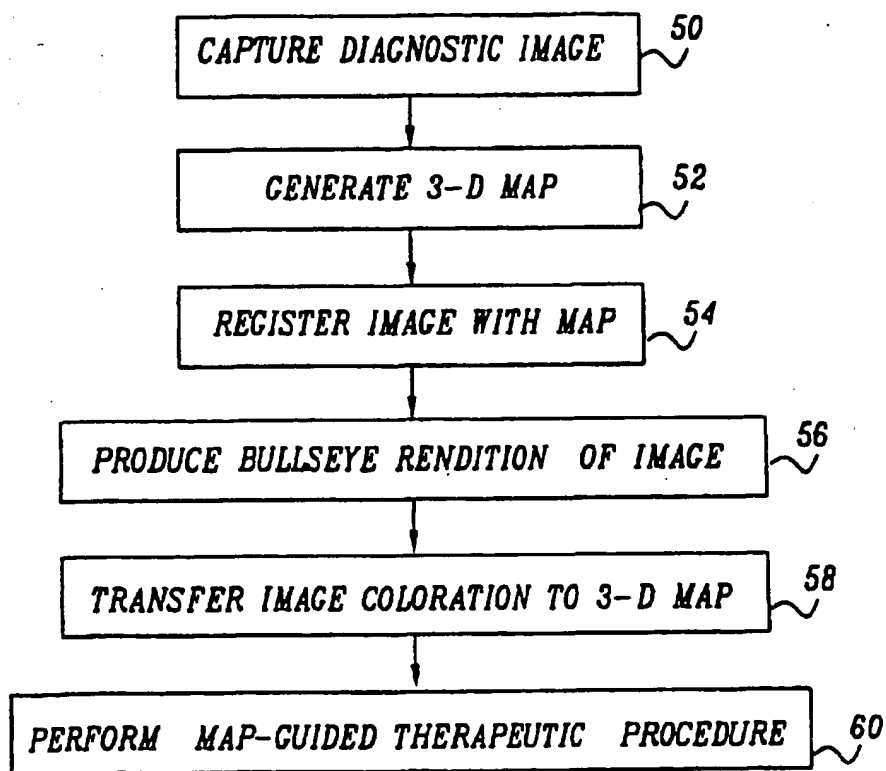 CAPTURE DIAGNOSTIC IMAGE 50
GENERATE 3-D MAP 52
REGISTER IMAGE WITH MAP 54
PRODUCE BULLSEYE RENDITION OF IMAGE 56
TRANSFER IMAGE COLORATION TO 3-D MAP 58
PERFORM MAP-GUIDED THERAPEUTIC PROCEDURE 60